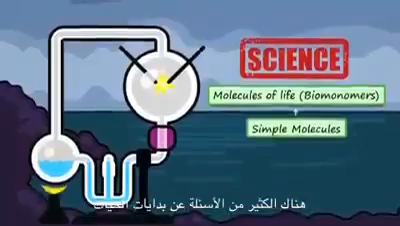 SCIENCE
Molecules of life (Biomonomers)
Simple Molecules
هناك الكثير من الأسئلة عن بدايات الحياة